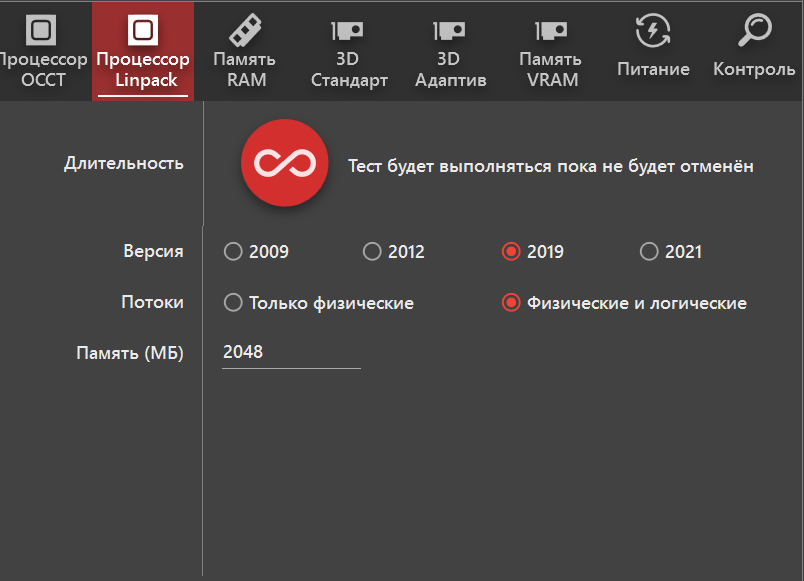 Процессор
OCCT
Процессор
Linpack
Память
RAM
3D
Стандарт
3D
Адаптив
Память
VRAM
Питание
Контроль
Длительность
Тест будет выполняться пока не будет отменён
Версия
2009
2012
2019
2021
Потоки
Только физические
Физические и логические
Память (МБ)
2048